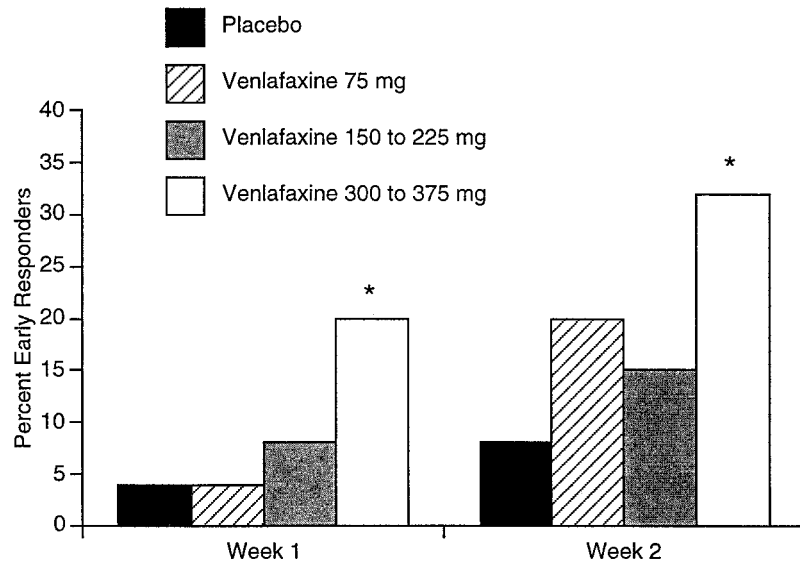 Placebo
Venlafaxine 75 mg
Venlafaxine 150 to 225 mg
Venlafaxine 300 to 375 mg
Percent Early Responders
40
35
30
25
20
15
10
5
0
*
*
Week 1
Week 2